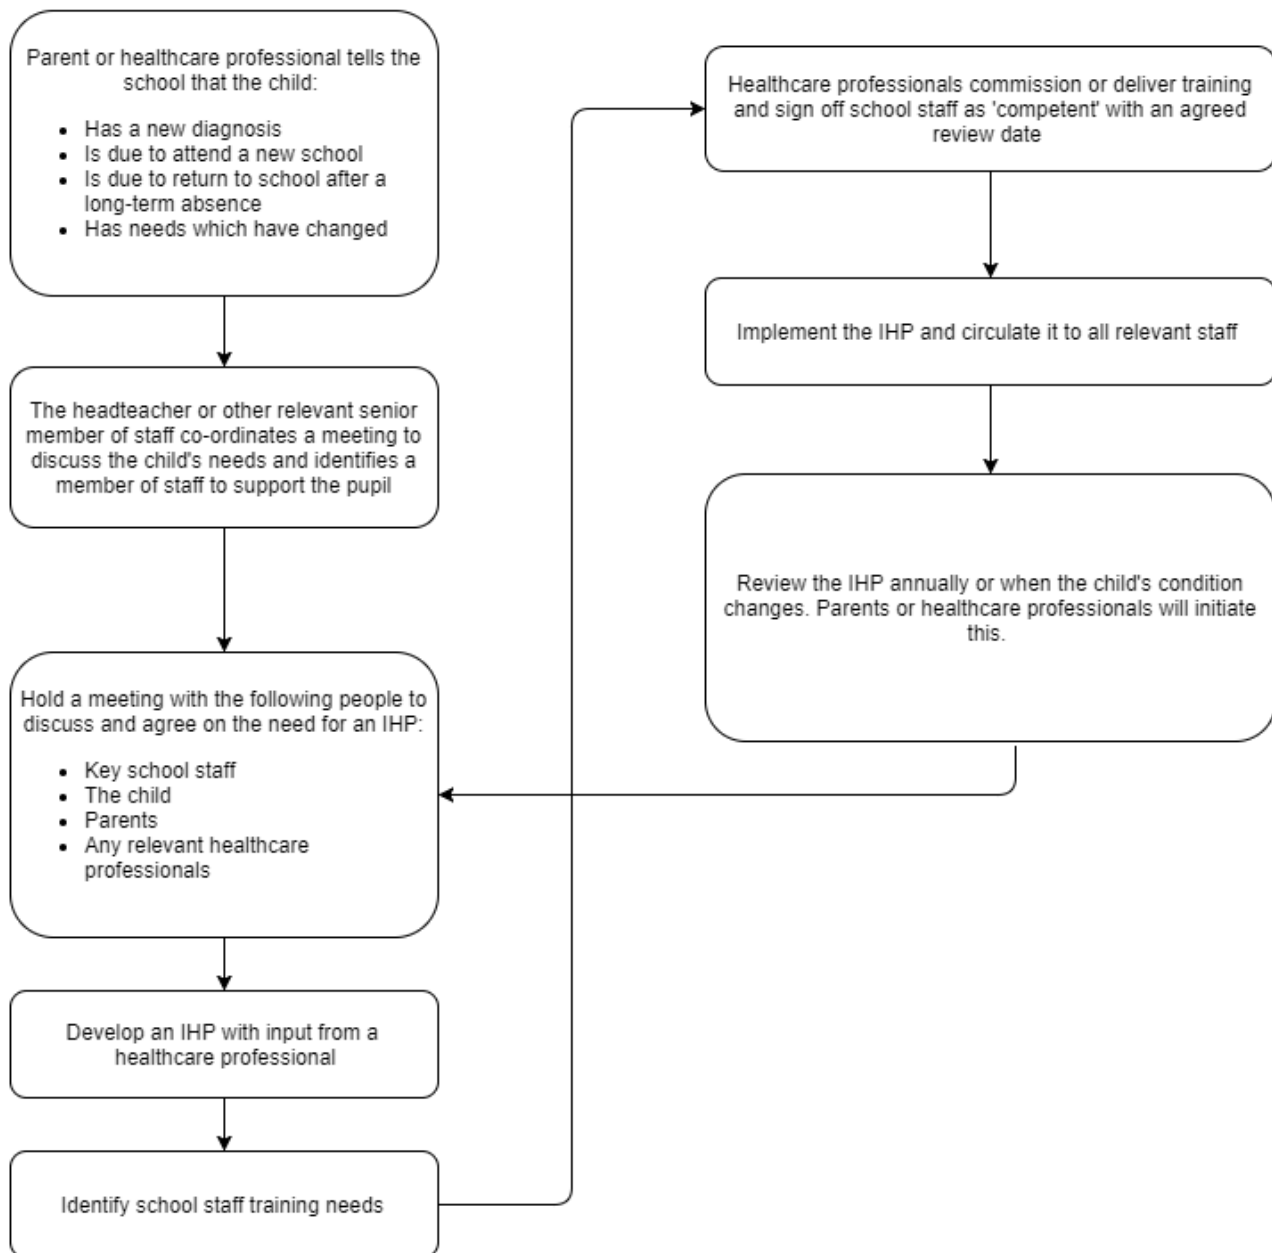 Parent or healthcare professional tells the
school that the child:
• Has a new diagnosis
• Is due to attend a new school
• Is due to return to school after a
long-term absence
• Has needs which have changed
The headteacher or other relevant senior
member of staff co-ordinates a meeting to
discuss the child's needs and identifies a
member of staff to support the pupil
Hold a meeting with the following people to
discuss and agree on the need for an IHP:
• Key school staff
• The child
• Parents
• Any relevant healthcare
professionals
Develop an IHP with input from a
healthcare professional
Identify school staff training needs
Healthcare professionals commission or deliver training
and sign off school staff as 'competent' with an agreed
review date
Implement the IHP and circulate it to all relevant staff
Review the IHP annually or when the child's condition
changes. Parents or healthcare professionals will initiate
this.